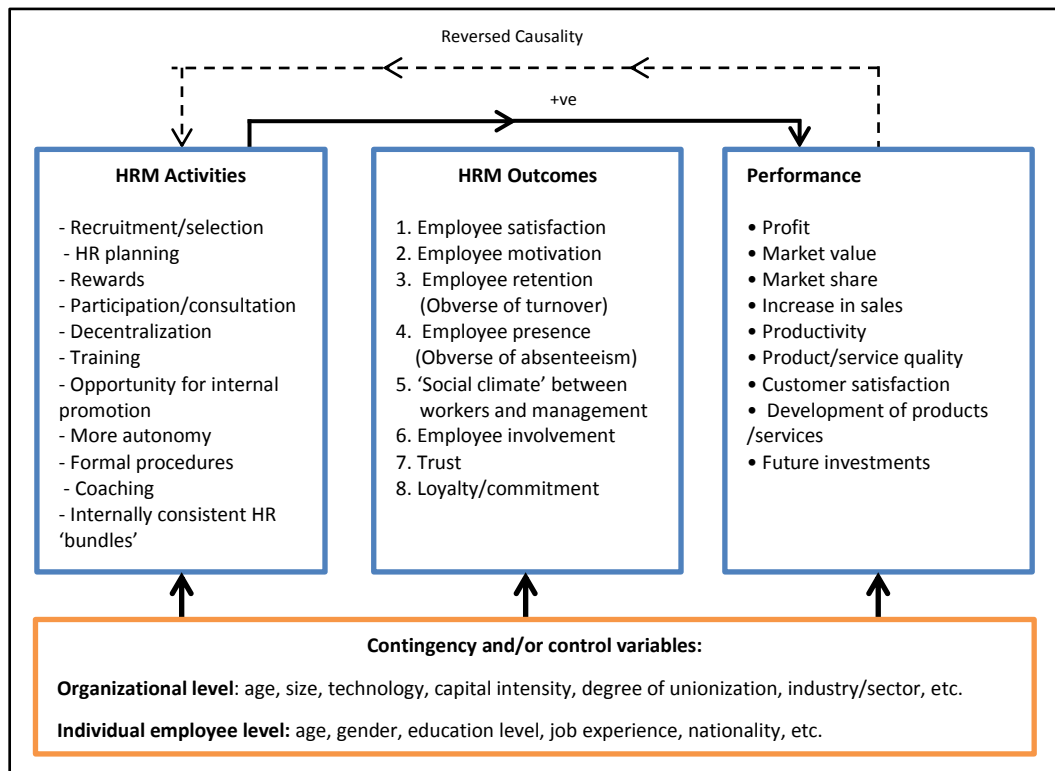 Reversed Causality
+ve
HRM Activities
- Recruitment/selection
- HR planning
- Rewards
- Participation/consultation
- Decentralization
- Training
- Opportunity for internal
promotion
- More autonomy
- Formal procedures
- Coaching
- Internally consistent HR
‘bundles’
HRM Outcomes
1. Employee satisfaction
2. Employee motivation
3. Employee retention
(Obverse of turnover)
4. Employee presence
(Obverse of absenteeism)
5. ‘Social climate’ between
workers and management
6. Employee involvement
7. Trust
8. Loyalty/commitment
Performance
• Profit
• Market value
• Market share
• Increase in sales
• Productivity
• Product/service quality
• Customer satisfaction
• Development of products
/services
• Future investments
Contingency and/or control variables:
Organizational level: age, size, technology, capital intensity, degree of unionization, industry/sector, etc.
Individual employee level: age, gender, education level, job experience, nationality, etc.